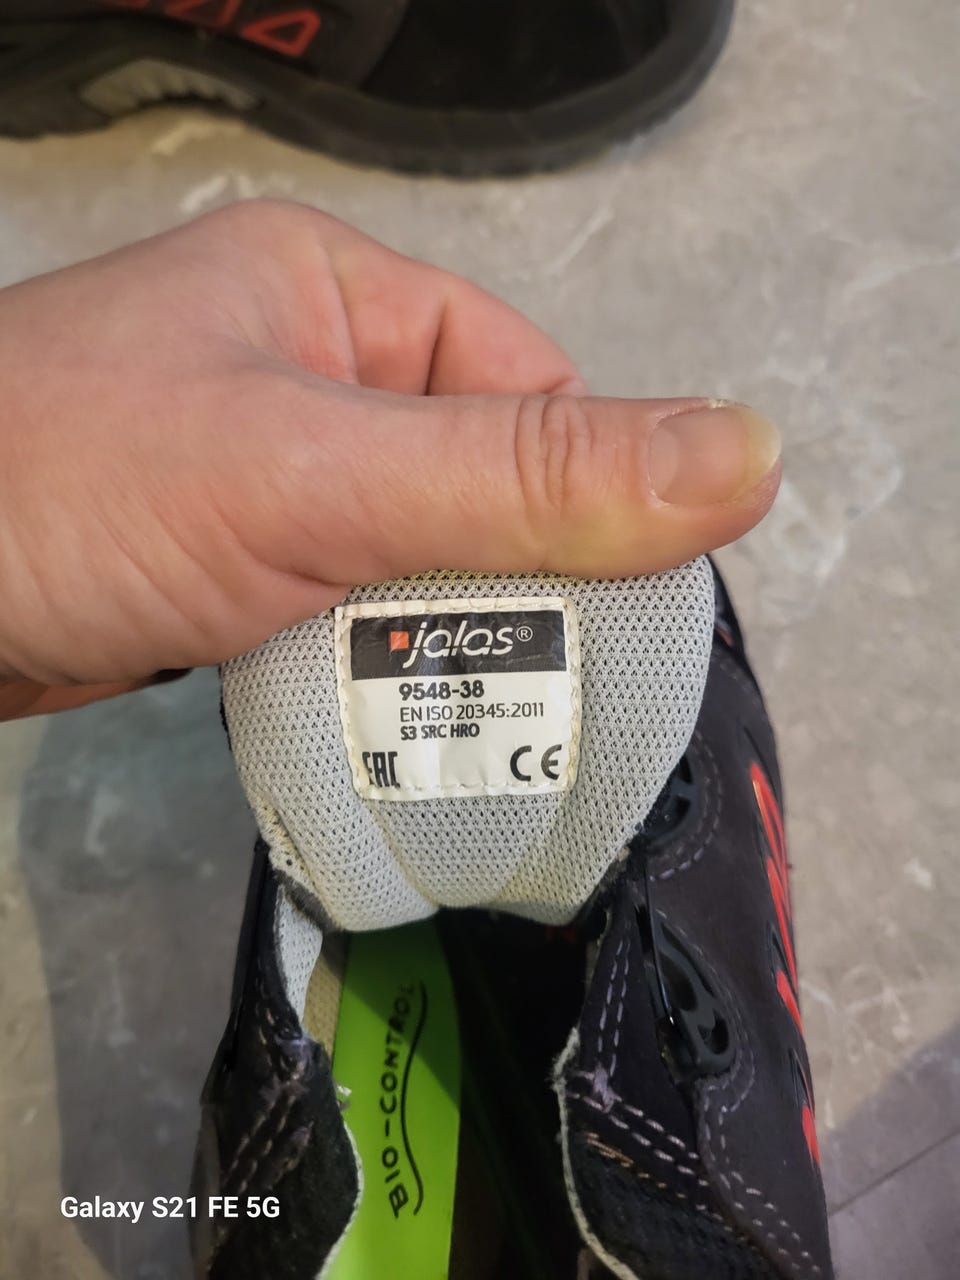 jalas®
9548-38
EN ISO 20345:2011
S3 SRC HRO
EAC CE
BIO-CONTROL
Galaxy S21 FE 5G